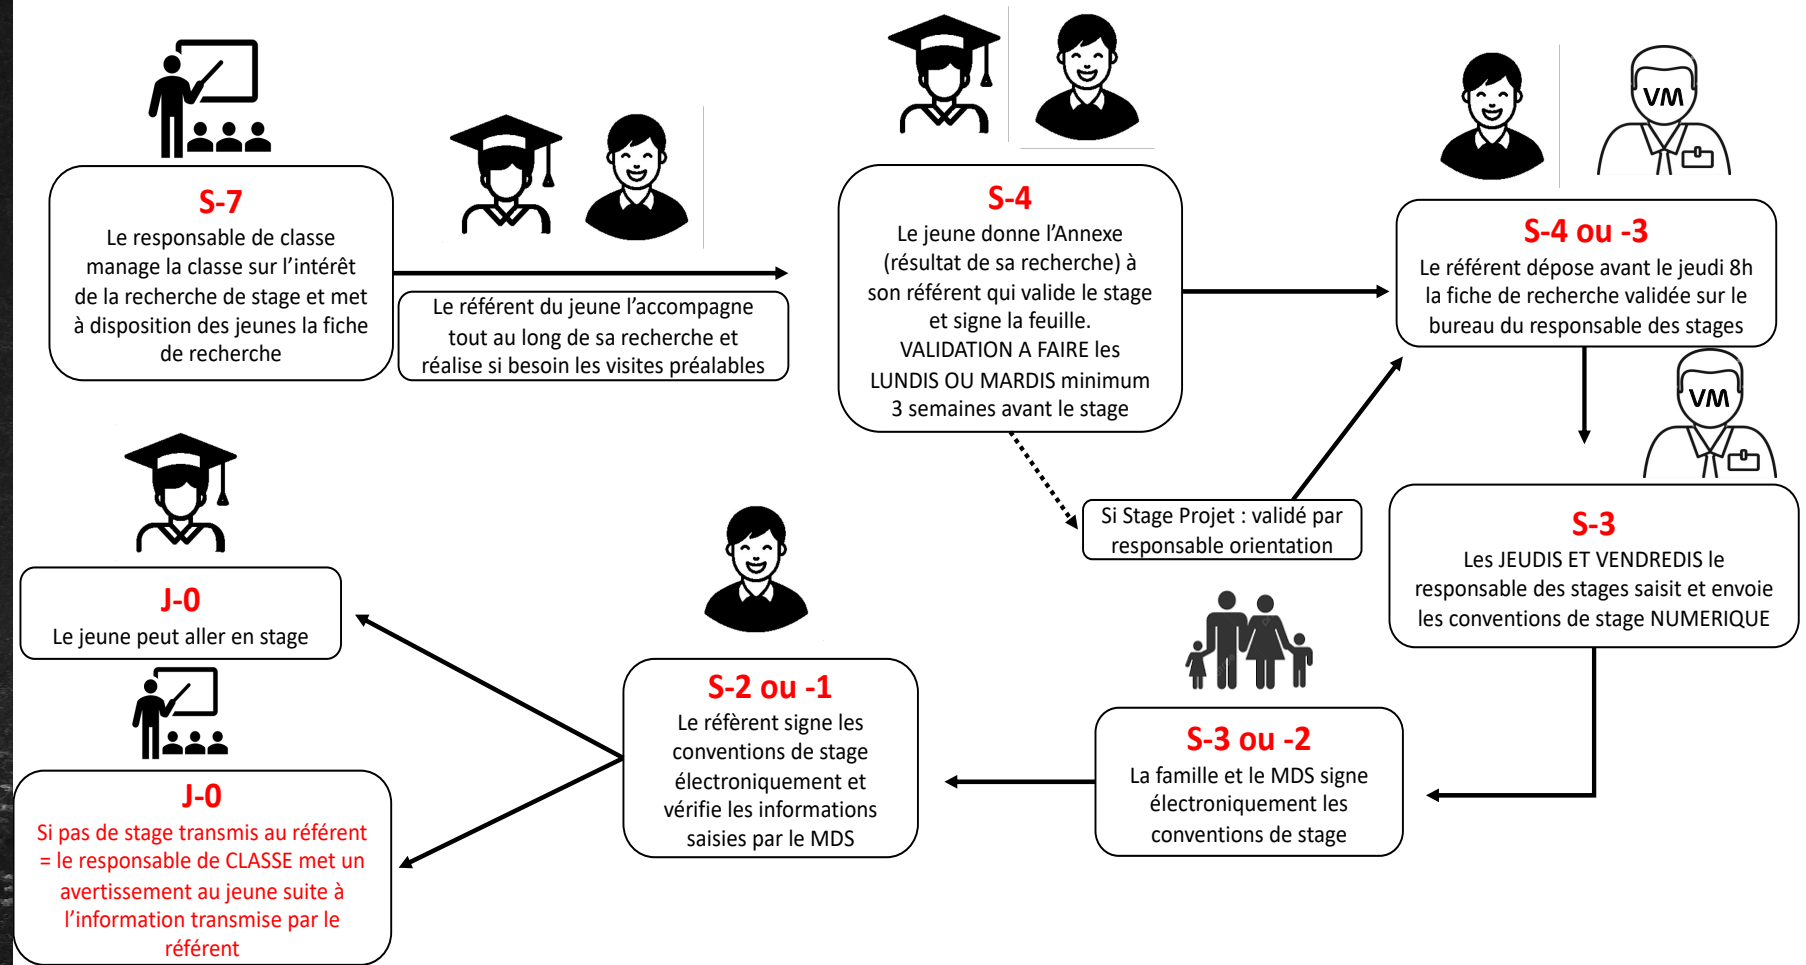 S-7
Le responsable de classe
manage la classe sur l’intérêt
de la recherche de stage et met
à disposition des jeunes la fiche
de recherche
Le référent du jeune l’accompagne
tout au long de sa recherche et
réalise si besoin les visites préalables
S-4
Le jeune donne l’Annexe
(résultat de sa recherche) à
son référent qui valide le stage
et signe la feuille.
VALIDATION A FAIRE les
LUNDIS OU MARDIS minimum
3 semaines avant le stage
Si Stage Projet : validé par
responsable orientation
VM
S-4 ou -3
Le référent dépose avant le jeudi 8h
la fiche de recherche validée sur le
bureau du responsable des stages
VM
S-3
Les JEUDIS ET VENDREDIS le
responsable des stages saisit et envoie
les conventions de stage NUMERIQUE
S-3 ou -2
La famille et le MDS signe
électroniquement les
conventions de stage
S-2 ou -1
Le réfèrent signe les
conventions de stage
électroniquement et
vérifie les informations
saisies par le MDS
J-0
Le jeune peut aller en stage
J-0
Si pas de stage transmis au référent
= le responsable de CLASSE met un
avertissement au jeune suite à
l’information transmise par le
référent